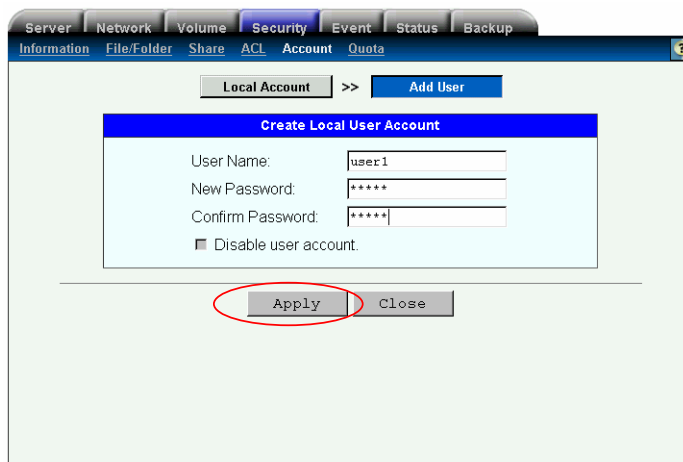 Server Network Volume Security Event Status Backup
Information File/Folder Share ACL Account Quota ?
Local Account >> Add User
Create Local User Account
User Name: user1
New Password: *****
Confirm Password: *****
Disable user account.
Apply Close